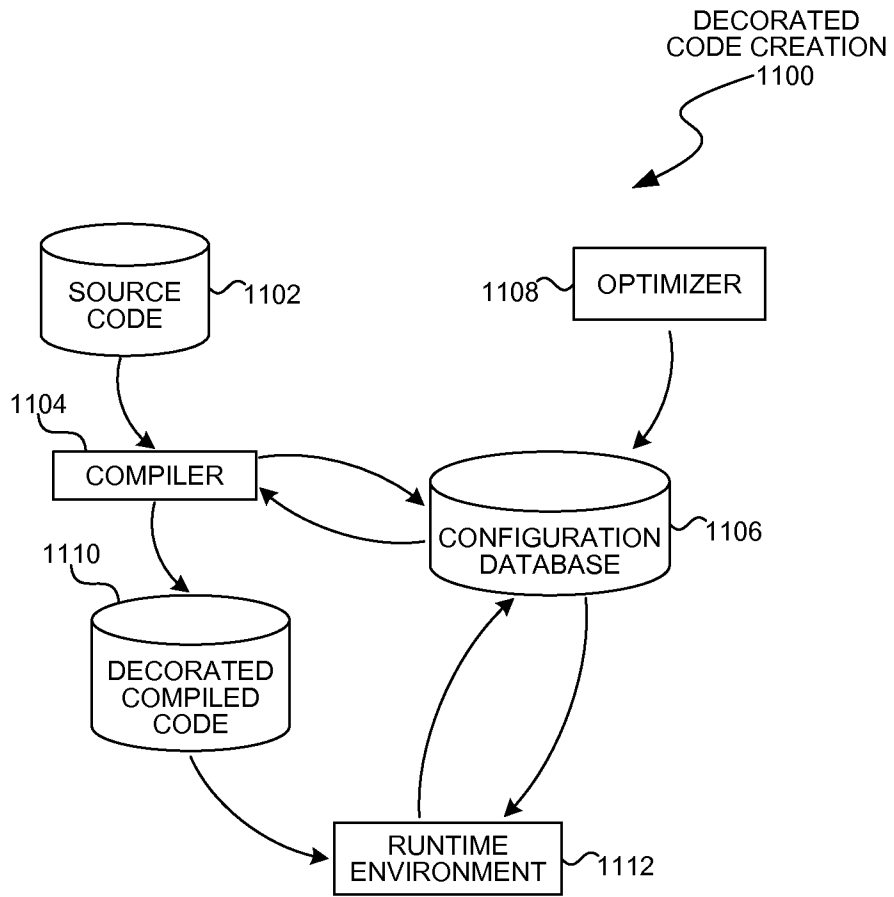 DECORATED
CODE CREATION
1100
SOURCE
CODE
1102
1108
OPTIMIZER
1104
COMPILER
CONFIGURATION
DATABASE
1106
1110
DECORATED
COMPILED
CODE
RUNTIME
ENVIRONMENT
1112